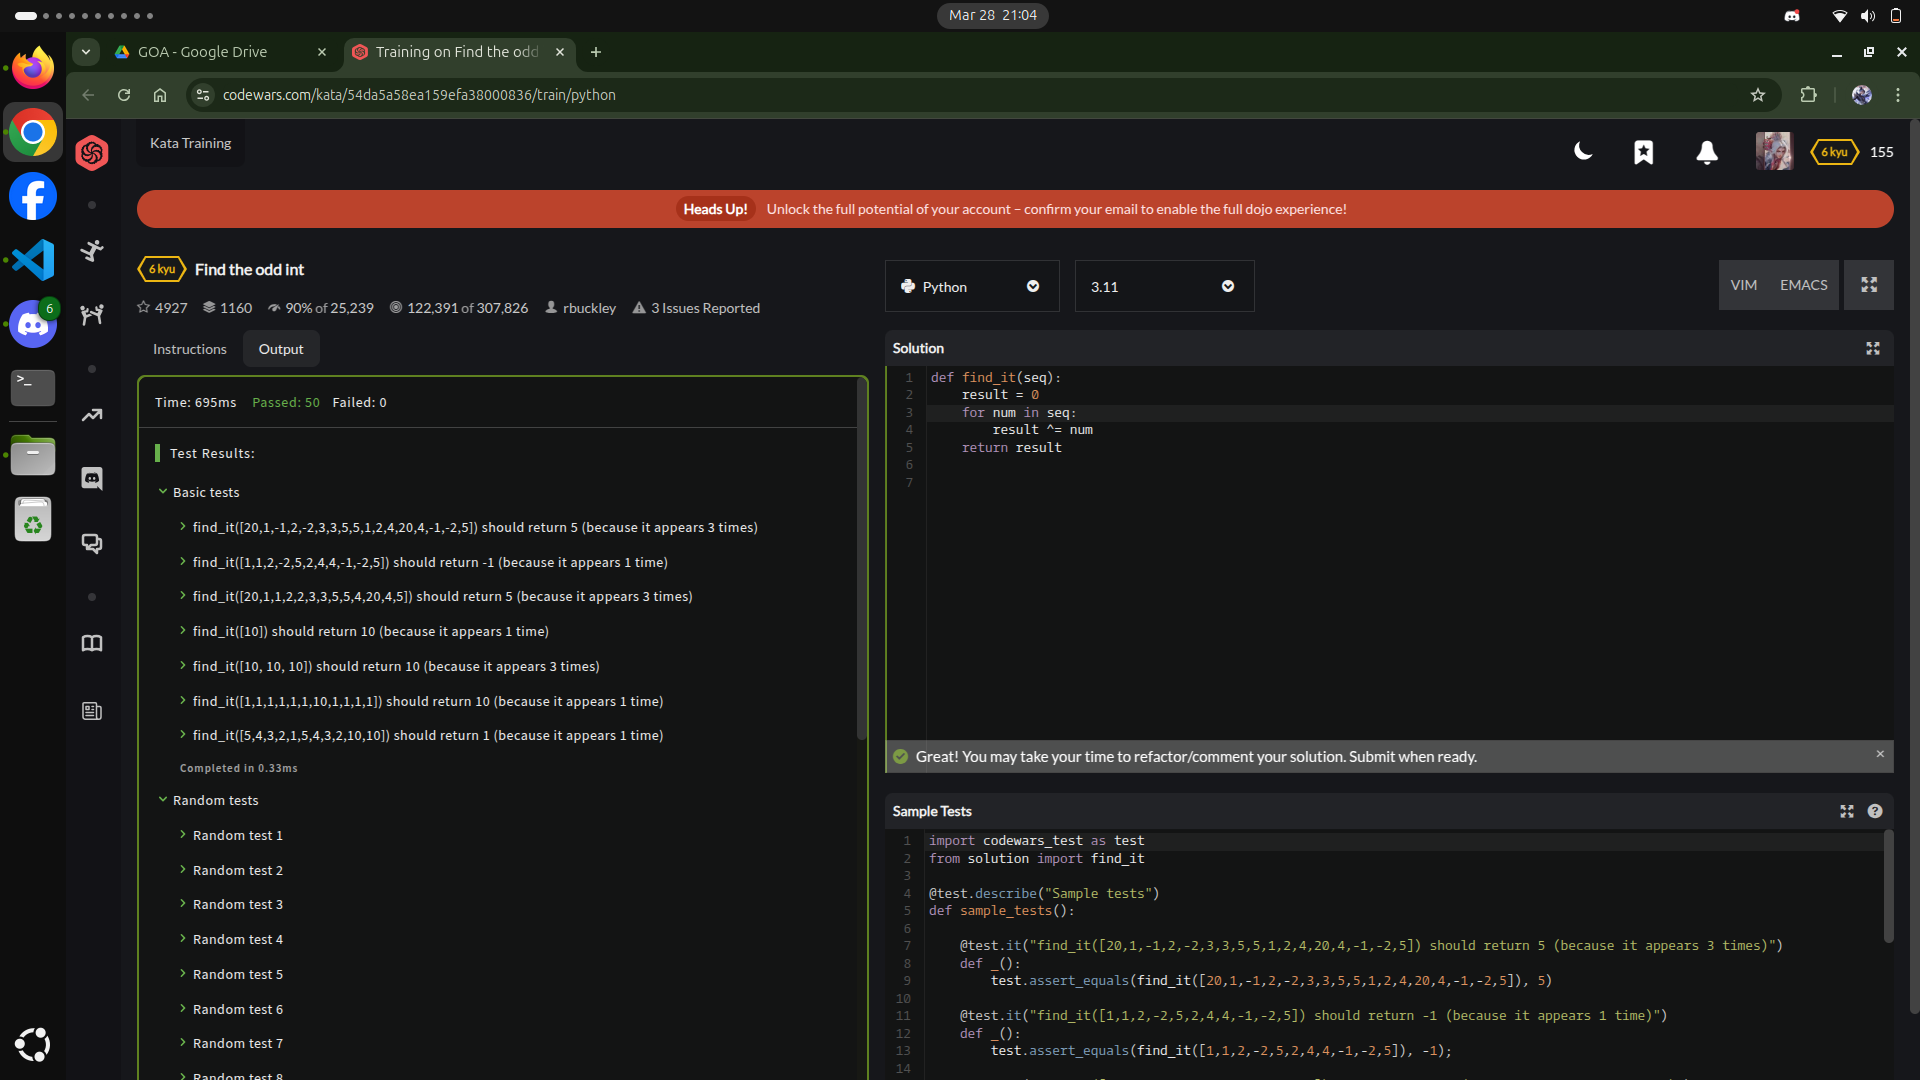 Mar 28 21:04
GOA - Google Drive
Training on Find the odd
codewars.com/kata/54da5a58ea159efa38000836/train/python
Kata Training
6 kyu
155
Heads Up! Unlock the full potential of your account – confirm your email to enable the full dojo experience!
6 kyu Find the odd int
4927 1160 90% of 25,239 122,391 of 307,826 rbuckley 3 Issues Reported
Python
3.11
VIM EMACS
Instructions Output
Time: 695ms Passed: 50 Failed: 0
Test Results:
Basic tests
find_it([20,1,-1,2,-2,3,3,5,5,1,2,4,20,4,-1,-2,5]) should return 5 (because it appears 3 times)
find_it([1,1,2,-2,5,2,4,4,-1,-2,5]) should return -1 (because it appears 1 time)
find_it([20,1,1,2,2,3,3,5,5,4,20,4,5]) should return 5 (because it appears 3 times)
find_it([10]) should return 10 (because it appears 1 time)
find_it([10, 10, 10]) should return 10 (because it appears 3 times)
find_it([1,1,1,1,1,1,10,1,1,1,1]) should return 10 (because it appears 1 time)
find_it([5,4,3,2,1,5,4,3,2,10,10]) should return 1 (because it appears 1 time)
Completed in 0.33ms
Random tests
Random test 1
Random test 2
Random test 3
Random test 4
Random test 5
Random test 6
Random test 7
Random test 8
Solution
1 def find_it(seq):
2 result = 0
3 for num in seq:
4 result ^= num
5 return result
6
7
Great! You may take your time to refactor/comment your solution. Submit when ready.
Sample Tests
1 import codewars_test as test
2 from solution import find_it
3
4 @test.describe("Sample tests")
5 def sample_tests():
6
7 @test.it("find_it([20,1,-1,2,-2,3,3,5,5,1,2,4,20,4,-1,-2,5]) should return 5 (because it appears 3 times)")
8 def _():
9 test.assert_equals(find_it([20,1,-1,2,-2,3,3,5,5,1,2,4,20,4,-1,-2,5]), 5)
10
11 @test.it("find_it([1,1,2,-2,5,2,4,4,-1,-2,5]) should return -1 (because it appears 1 time)")
12 def _():
13 test.assert_equals(find_it([1,1,2,-2,5,2,4,4,-1,-2,5]), -1);
14
6